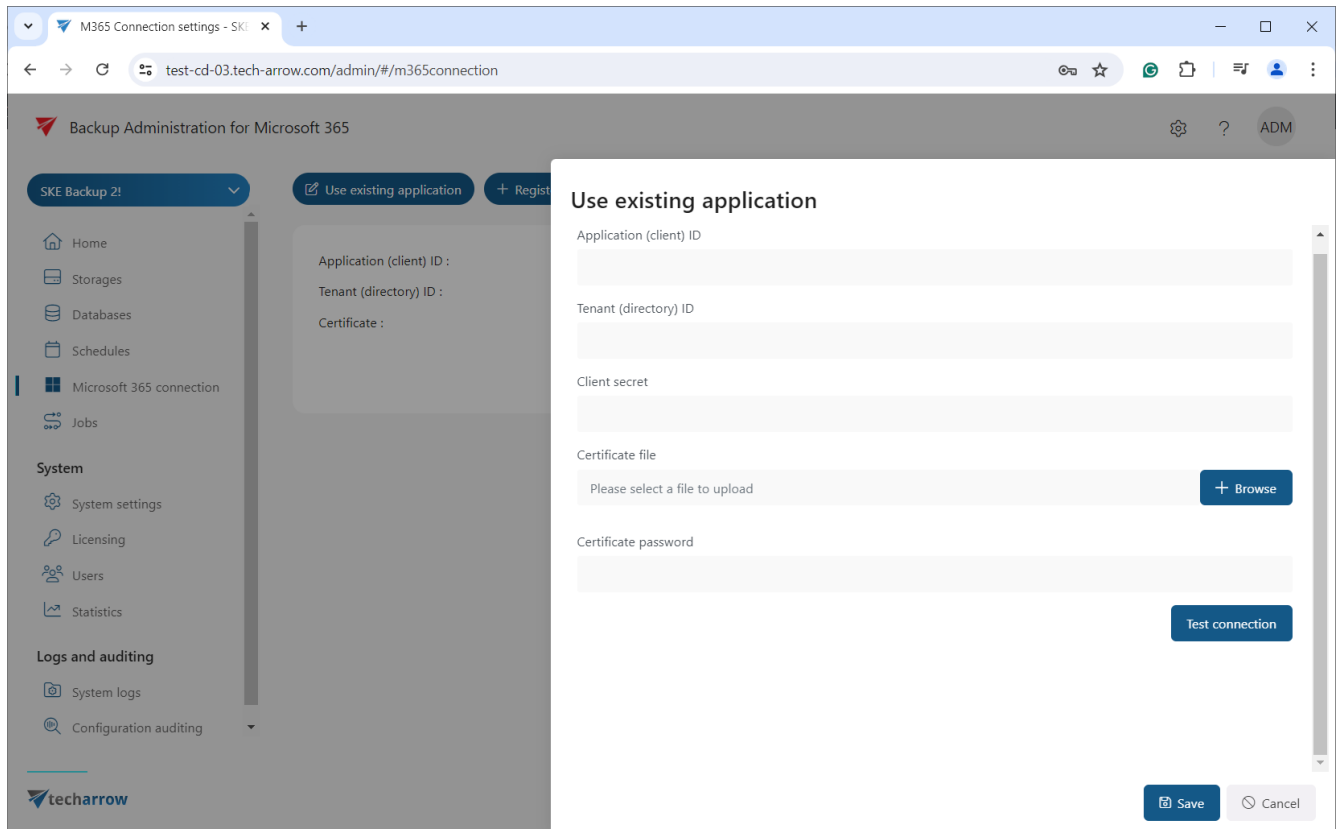 M365 Connection settings - SKE
test-cd-03.tech-arrow.com/admin/#/m365connection
Backup Administration for Microsoft 365
? ADM
SKE Backup 2!
Use existing application
+ Regist
Home
Storages
Databases
Schedules
Microsoft 365 connection
Jobs
System
System settings
Licensing
Users
Statistics
Logs and auditing
System logs
Configuration auditing
techarrow
Application (client) ID :
Tenant (directory) ID :
Certificate :
Use existing application
Application (client) ID
Tenant (directory) ID
Client secret
Certificate file
Please select a file to upload
+ Browse
Certificate password
Test connection
Save
Cancel